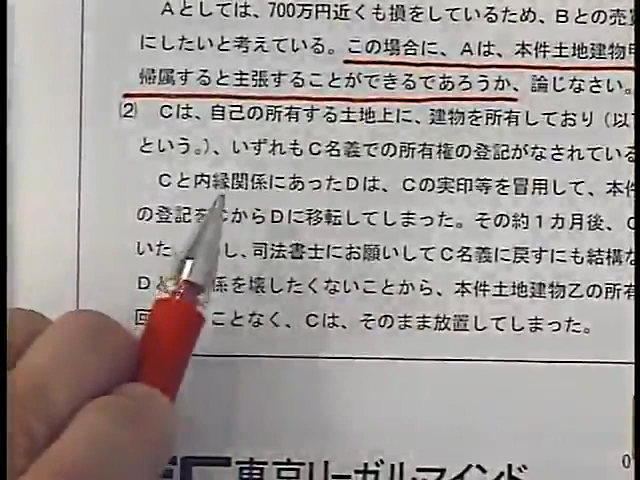 Aとしては、700万円近くも損をしているため、Bとの売買
にしたいと考えている。この場合に、Aは、本件土地建物甲
帰属すると主張することができるであろうか、論じなさい。
② Cは、自己の所有する土地上に、建物を所有しており(以下
という。)、いずれもC名義での所有権の登記がなされている
Cと内縁関係にあったDは、Cの実印等を冒用して、本件
の登記をCからDに移転してしまった。その約1カ月後、C
いた し、司法書士にお願いしてC名義に戻すにも結構な
Dと 係を壊したくないことから、本件土地建物乙の所有
回 ことなく、Cは、そのまま放置してしまった。
東京リーガルマインド